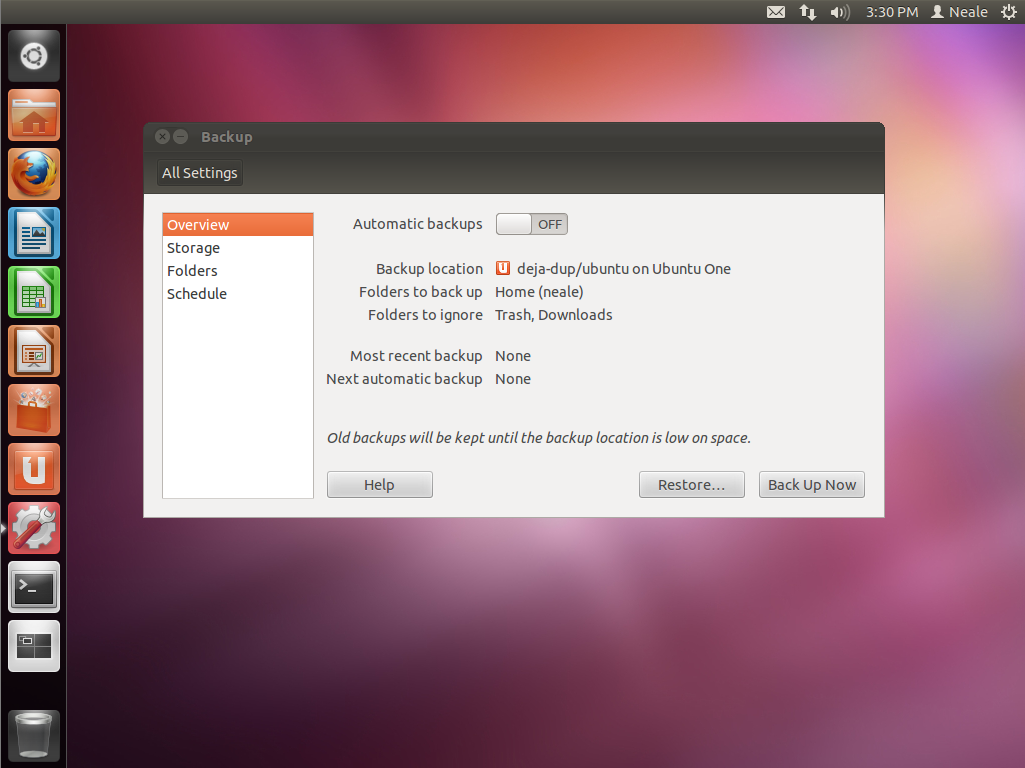 3:30 PM Neale
Backup
All Settings
Overview
Storage
Folders
Schedule
Automatic backups OFF
Backup location deja-dup/ubuntu on Ubuntu One
Folders to back up Home (neale)
Folders to ignore Trash, Downloads
Most recent backup None
Next automatic backup None
Old backups will be kept until the backup location is low on space.
Help Restore… Back Up Now